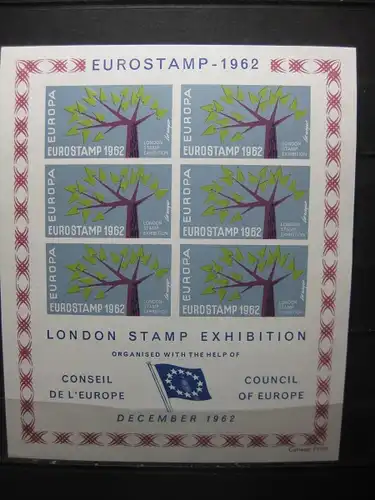 EUROSTAMP - 1962
EUROPA
EUROSTAMP 1962
LONDON STAMP EXHIBITION
EUROPA
EUROSTAMP 1962
LONDON STAMP EXHIBITION
EUROPA
EUROSTAMP 1962
LONDON STAMP EXHIBITION
EUROPA
EUROSTAMP 1962
LONDON STAMP EXHIBITION
EUROPA
EUROSTAMP 1962
LONDON STAMP EXHIBITION
EUROPA
EUROSTAMP 1962
LONDON STAMP EXHIBITION
LONDON STAMP EXHIBITION
ORGANISED WITH THE HELP OF
CONSEIL
DE L'EUROPE
COUNCIL
OF EUROPE
DECEMBER 1962